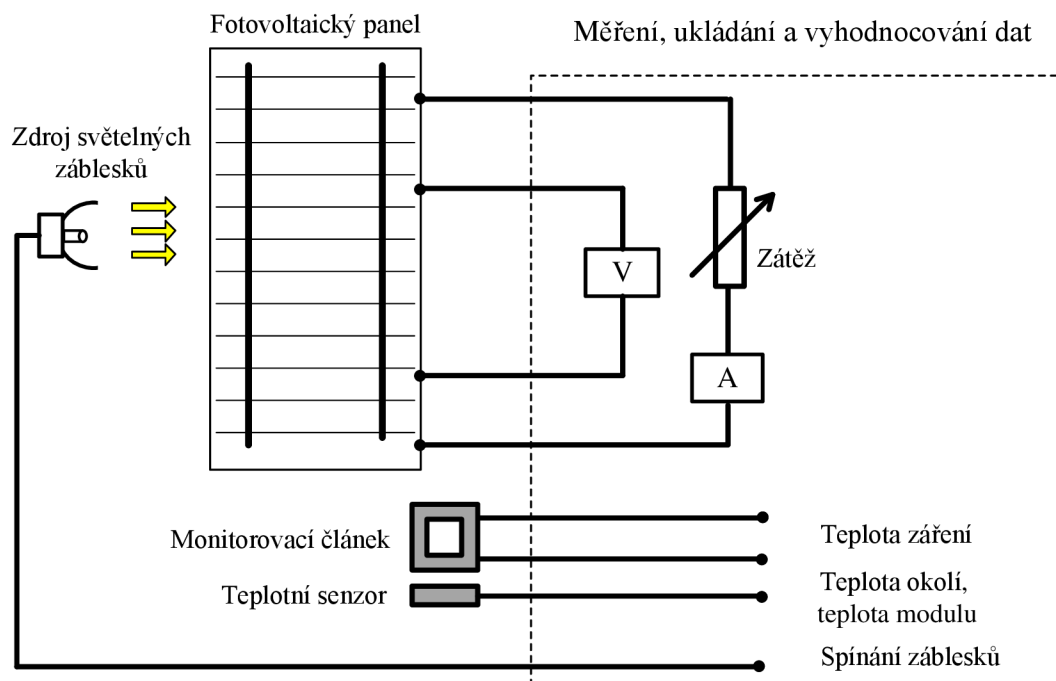 Fotovoltaický panel
Měření, ukládání a vyhodnocování dat
Zdroj světelných
záblesků
V
Zátěž
A
Monitorovací článek
Teplota záření
Teplotní senzor
Teplota okolí,
teplota modulu
Spínání záblesků